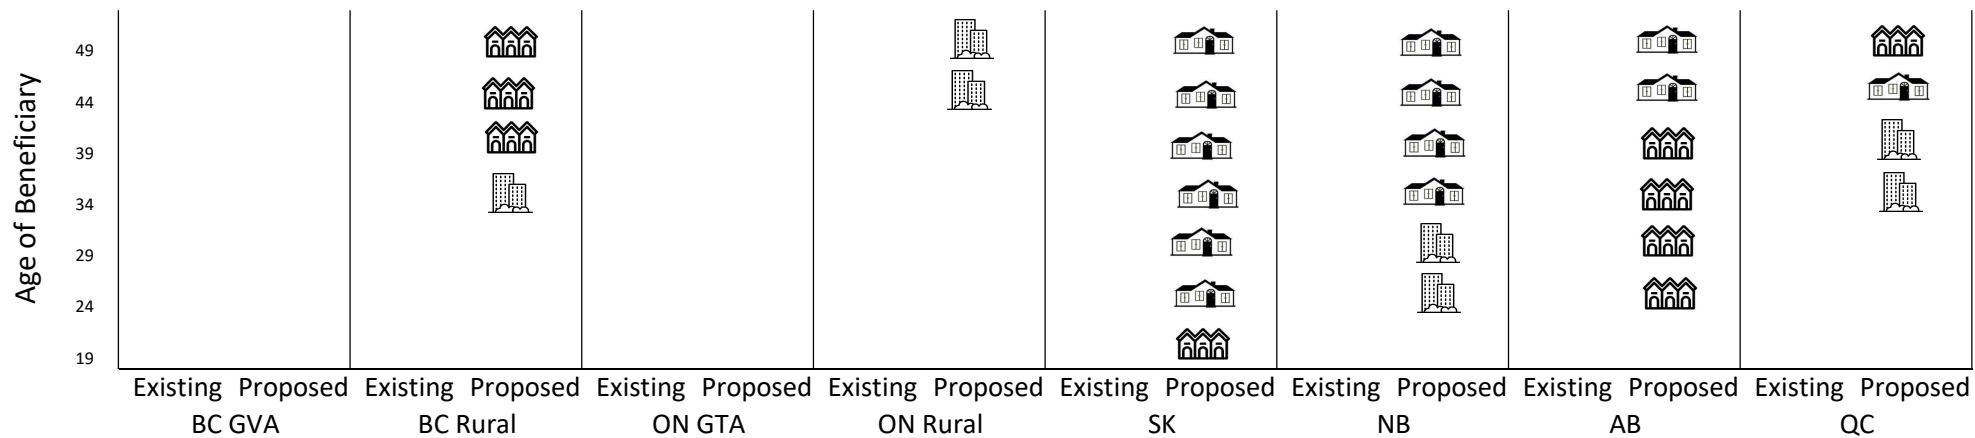 Age of Beneficiary
49
44
39
34
29
24
19
Existing Proposed Existing Proposed Existing Proposed Existing Proposed Existing Proposed Existing Proposed Existing Proposed Existing Proposed
BC GVA BC Rural ON GTA ON Rural SK NB AB QC